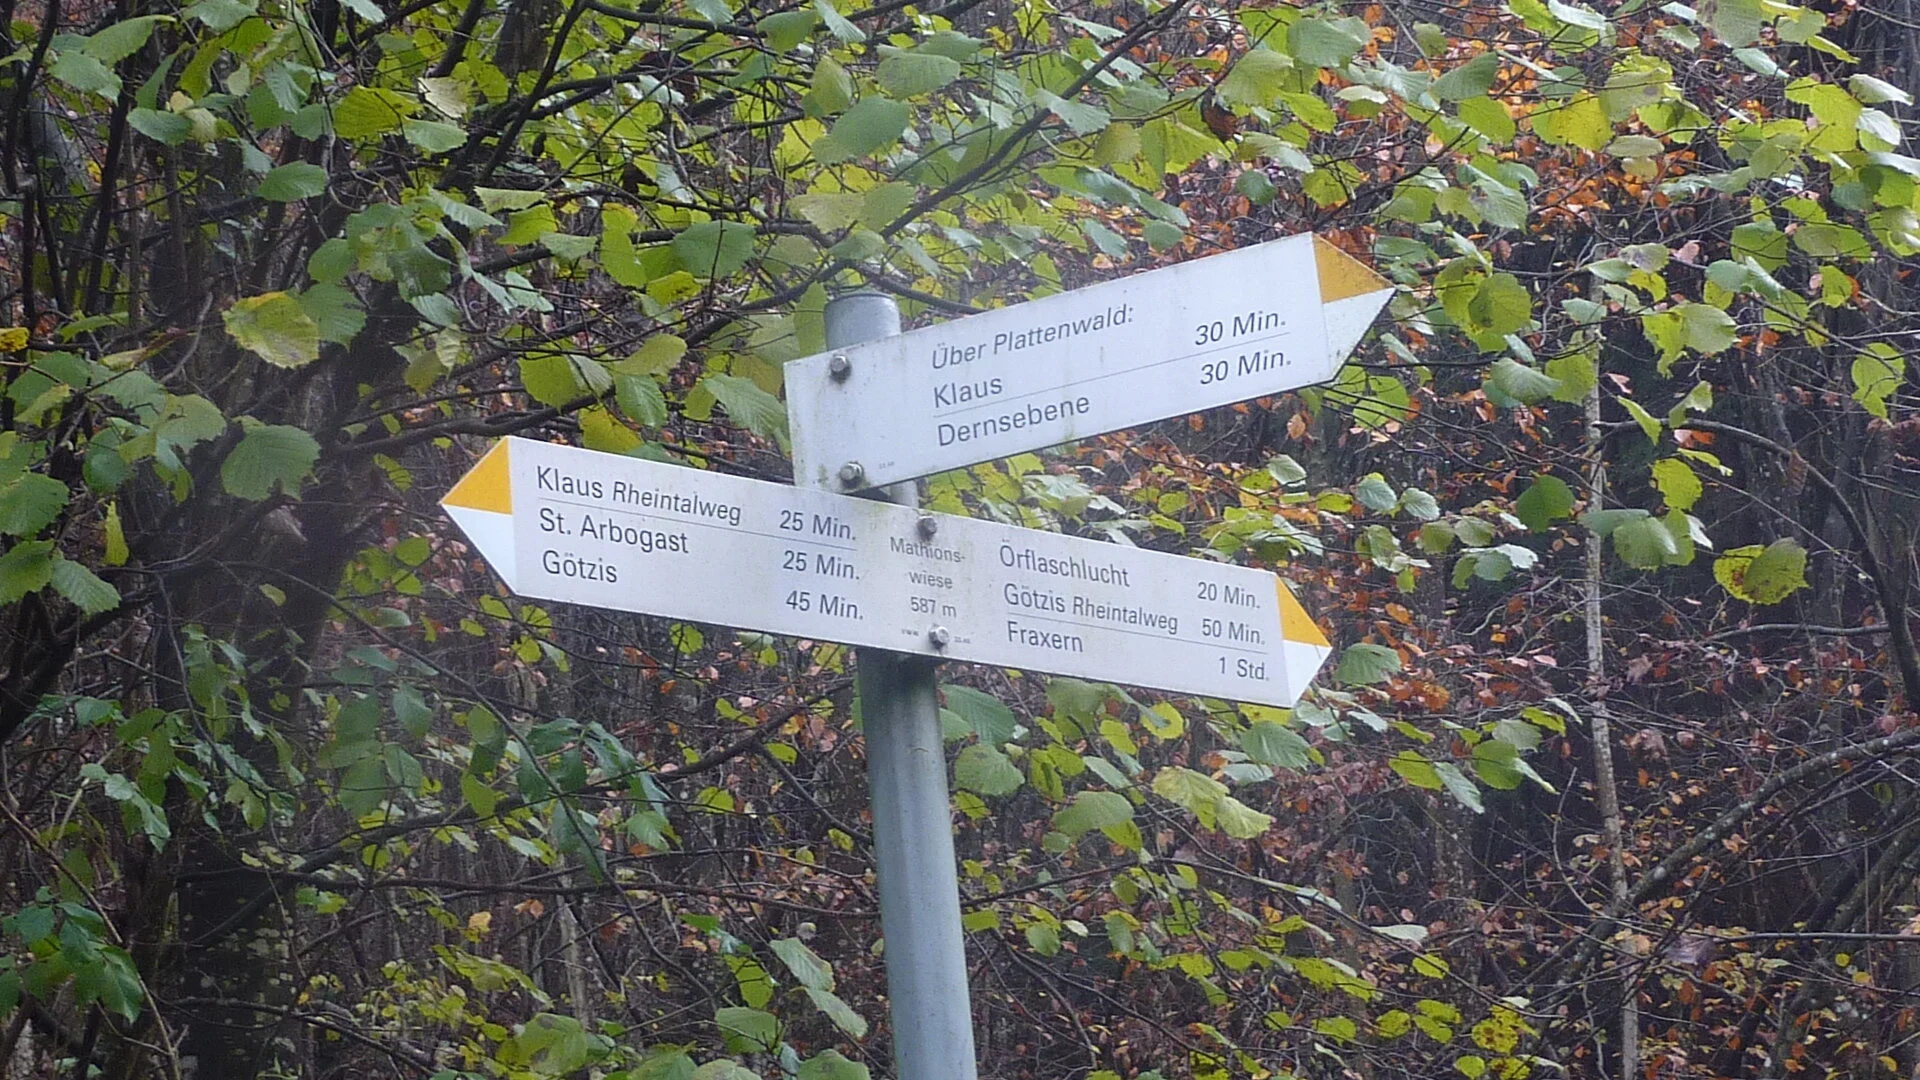 Über Plattenwald:
Klaus 30 Min.
Dernsebene 30 Min.
Klaus Rheintalweg 25 Min.
St. Arbogast 25 Min.
Götzis 45 Min.
Mathions-
wiese
587 m
Örflaschlucht 20 Min.
Götzis Rheintalweg 50 Min.
Fraxern 1 Std.